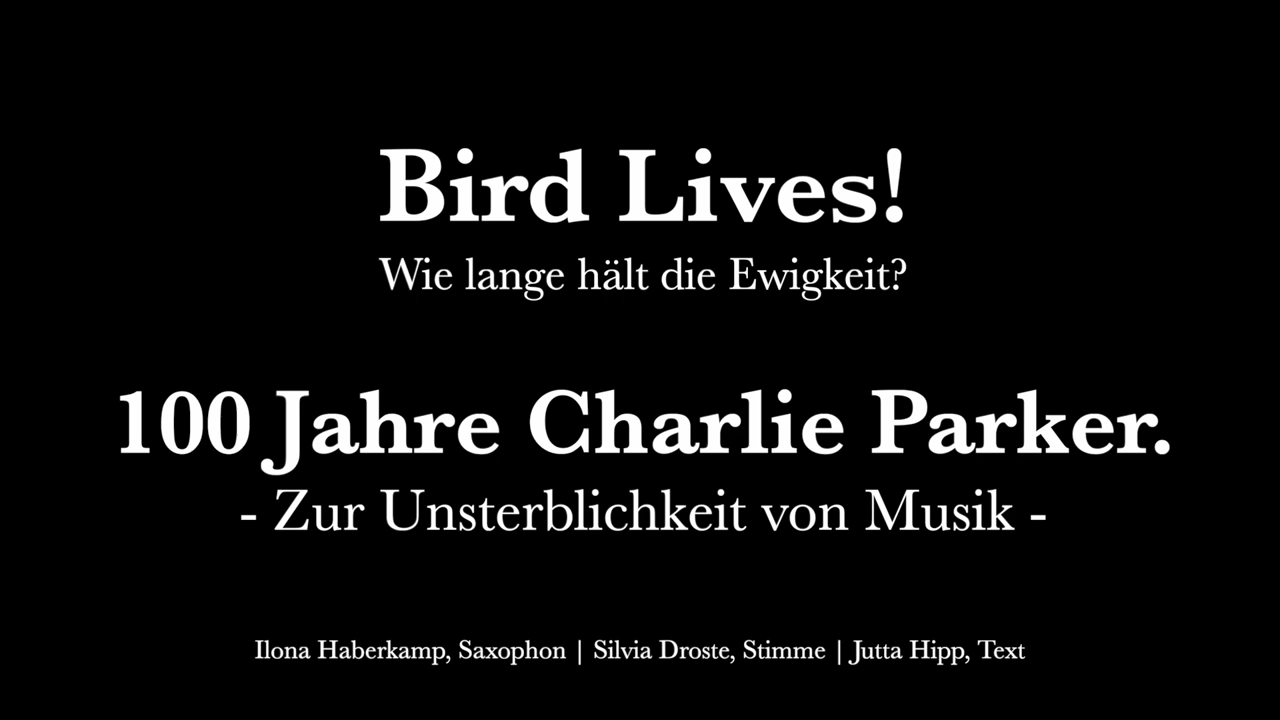 Bird Lives!
Wie lange hält die Ewigkeit?
100 Jahre Charlie Parker.
- Zur Unsterblichkeit von Musik -
Ilona Haberkamp, Saxophon | Silvia Droste, Stimme | Jutta Hipp, Text